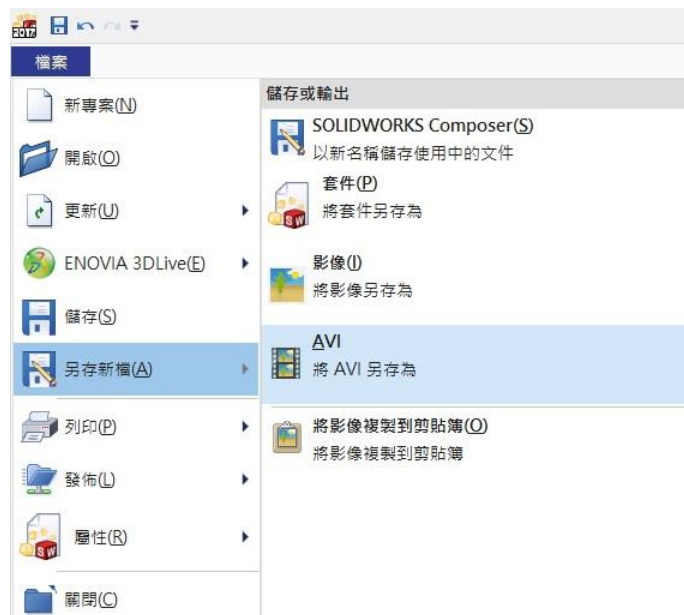 2017
檔案
新專案(N)
開啟(O)
更新(U)
ENOVIA 3DLive(E)
儲存(S)
另存新檔(A)
列印(P)
發佈(L)
屬性(R)
關閉(C)
儲存或輸出
SOLIDWORKS Composer(S)
以新名稱儲存使用中的文件
套件(P)
將套件另存為
影像(I)
將影像另存為
AVI
將 AVI 另存為
將影像複製到剪貼簿(O)
將影像複製到剪貼簿